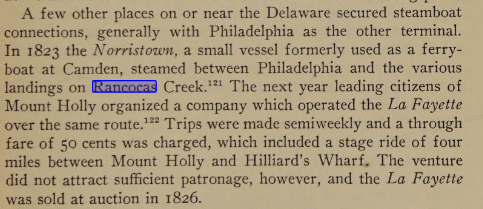 A few other places on or near the Delaware secured steamboat
connections, generally with Philadelphia as the other terminal.
In 1823 the Norristown, a small vessel formerly used as a ferry-
boat at Camden, steamed between Philadelphia and the various
landings on Rancocas Creek.¹²¹ The next year leading citizens of
Mount Holly organized a company which operated the La Fayette
over the same route.¹²² Trips were made semiweekly and a through
fare of 50 cents was charged, which included a stage ride of four
miles between Mount Holly and Hilliard's Wharf. The venture
did not attract sufficient patronage, however, and the La Fayette
was sold at auction in 1826.